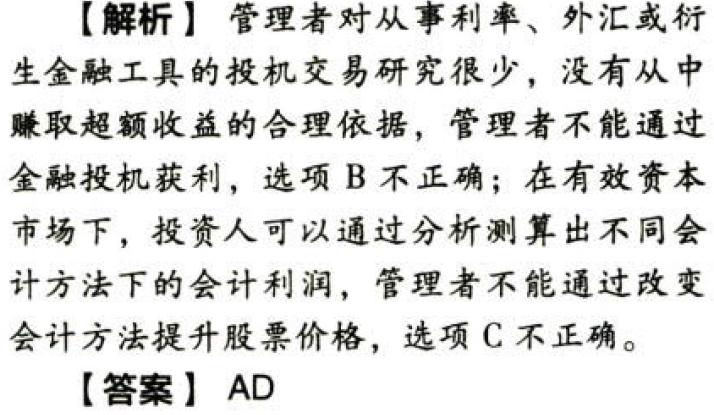 【解析】 管理者对从事利率、外汇或衍
生金融工具的投机交易研究很少，没有从中
赚取超额收益的合理依据，管理者不能通过
金融投机获利，选项 B 不正确；在有效资本
市场下，投资人可以通过分析测算出不同会
计方法下的会计利润，管理者不能通过改变
会计方法提升股票价格，选项 C 不正确。
【答案】 AD